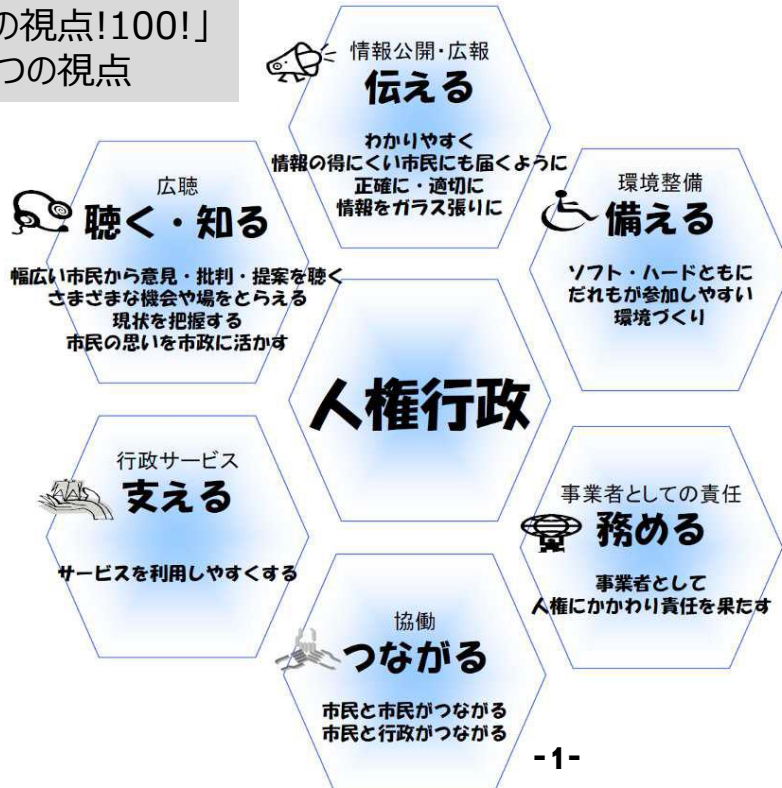 の視点!100!」
つの視点
情報公開・広報
伝える
わかりやすく
情報の得にくい市民にも届くように
正確に・適切に
情報をガラス張りに
広聴
聴く・知る
幅広い市民から意見・批判・提案を聴く
さまざまな機会や場をとらえる
現状を把握する
市民の思いを市政に活かす
環境整備
備える
ソフト・ハードともに
だれもが参加しやすい
環境づくり
人権行政
行政サービス
支える
サービスを利用しやすくする
事業者としての責任
務める
事業者として
人権にかかわり責任を果たす
協働
つながる
市民と市民がつながる
市民と行政がつながる
-1-